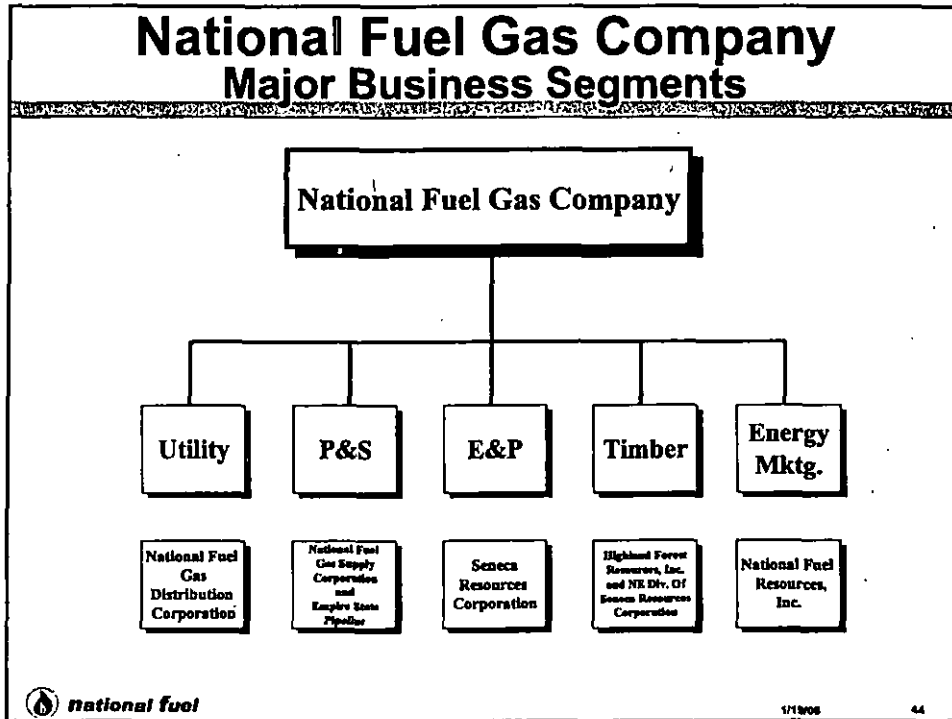 National Fuel Gas Company
Major Business Segments
National Fuel Gas Company
Utility
P&S
E&P
Timber
Energy
Mktg.
National Fuel
Gas
Distribution
Corporation
National Fuel
Gas Supply
Corporation
and
Empire State
Pipeline
Seneca
Resources
Corporation
Highland Forest
Resources, Inc.
and NE Div. Of
Seneca Resources
Corporation
National Fuel
Resources,
Inc.
national fuel
44